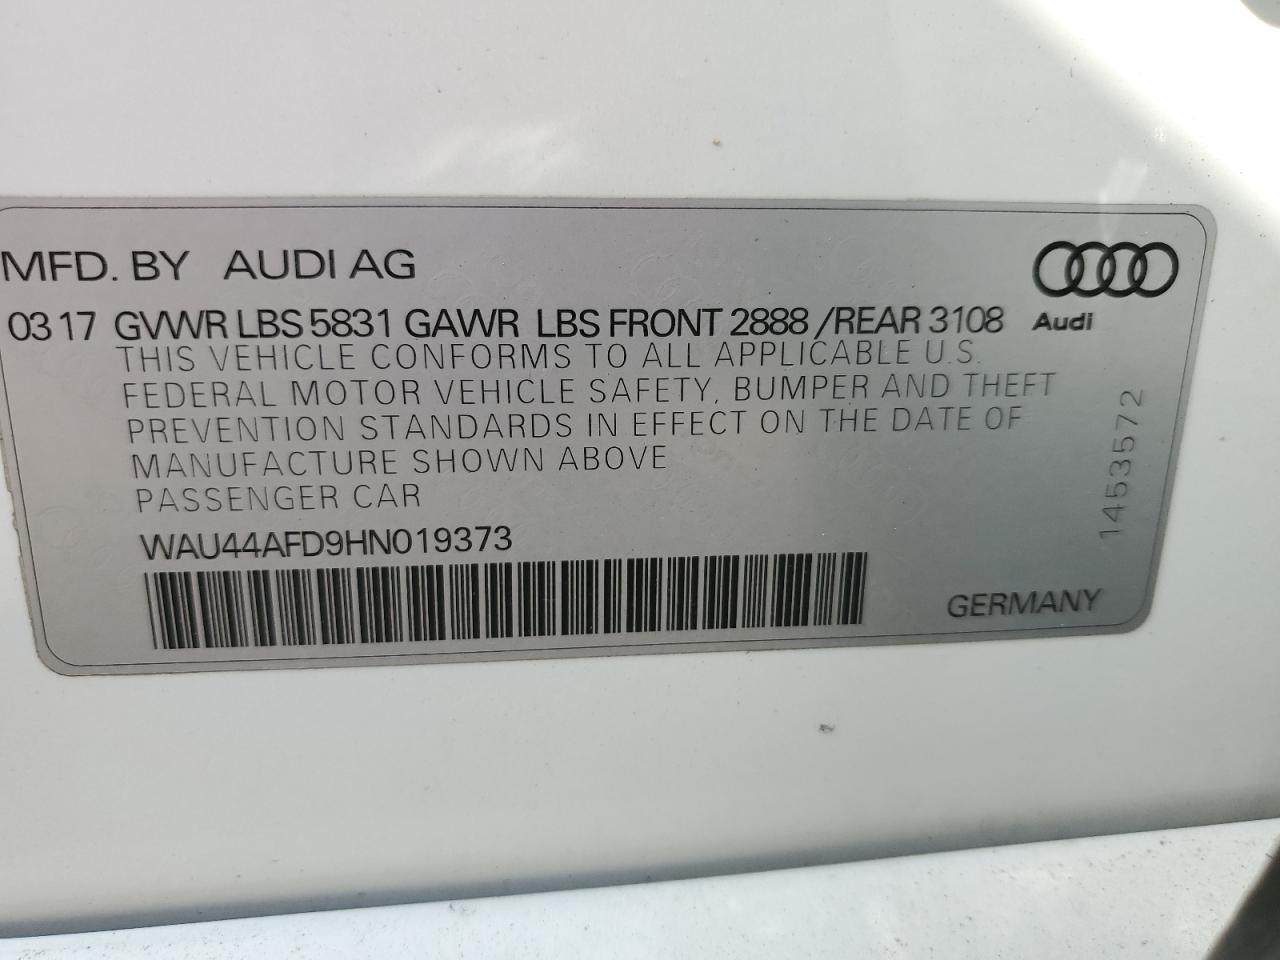 MFD. BY AUDI AG
03 17 GVWR LBS 5831 GAWR LBS FRONT 2888 /REAR 3108
Audi
THIS VEHICLE CONFORMS TO ALL APPLICABLE U.S.
FEDERAL MOTOR VEHICLE SAFETY, BUMPER AND THEFT
PREVENTION STANDARDS IN EFFECT ON THE DATE OF
MANUFACTURE SHOWN ABOVE
PASSENGER CAR
WAU44AFD9HN019373
1453572
GERMANY